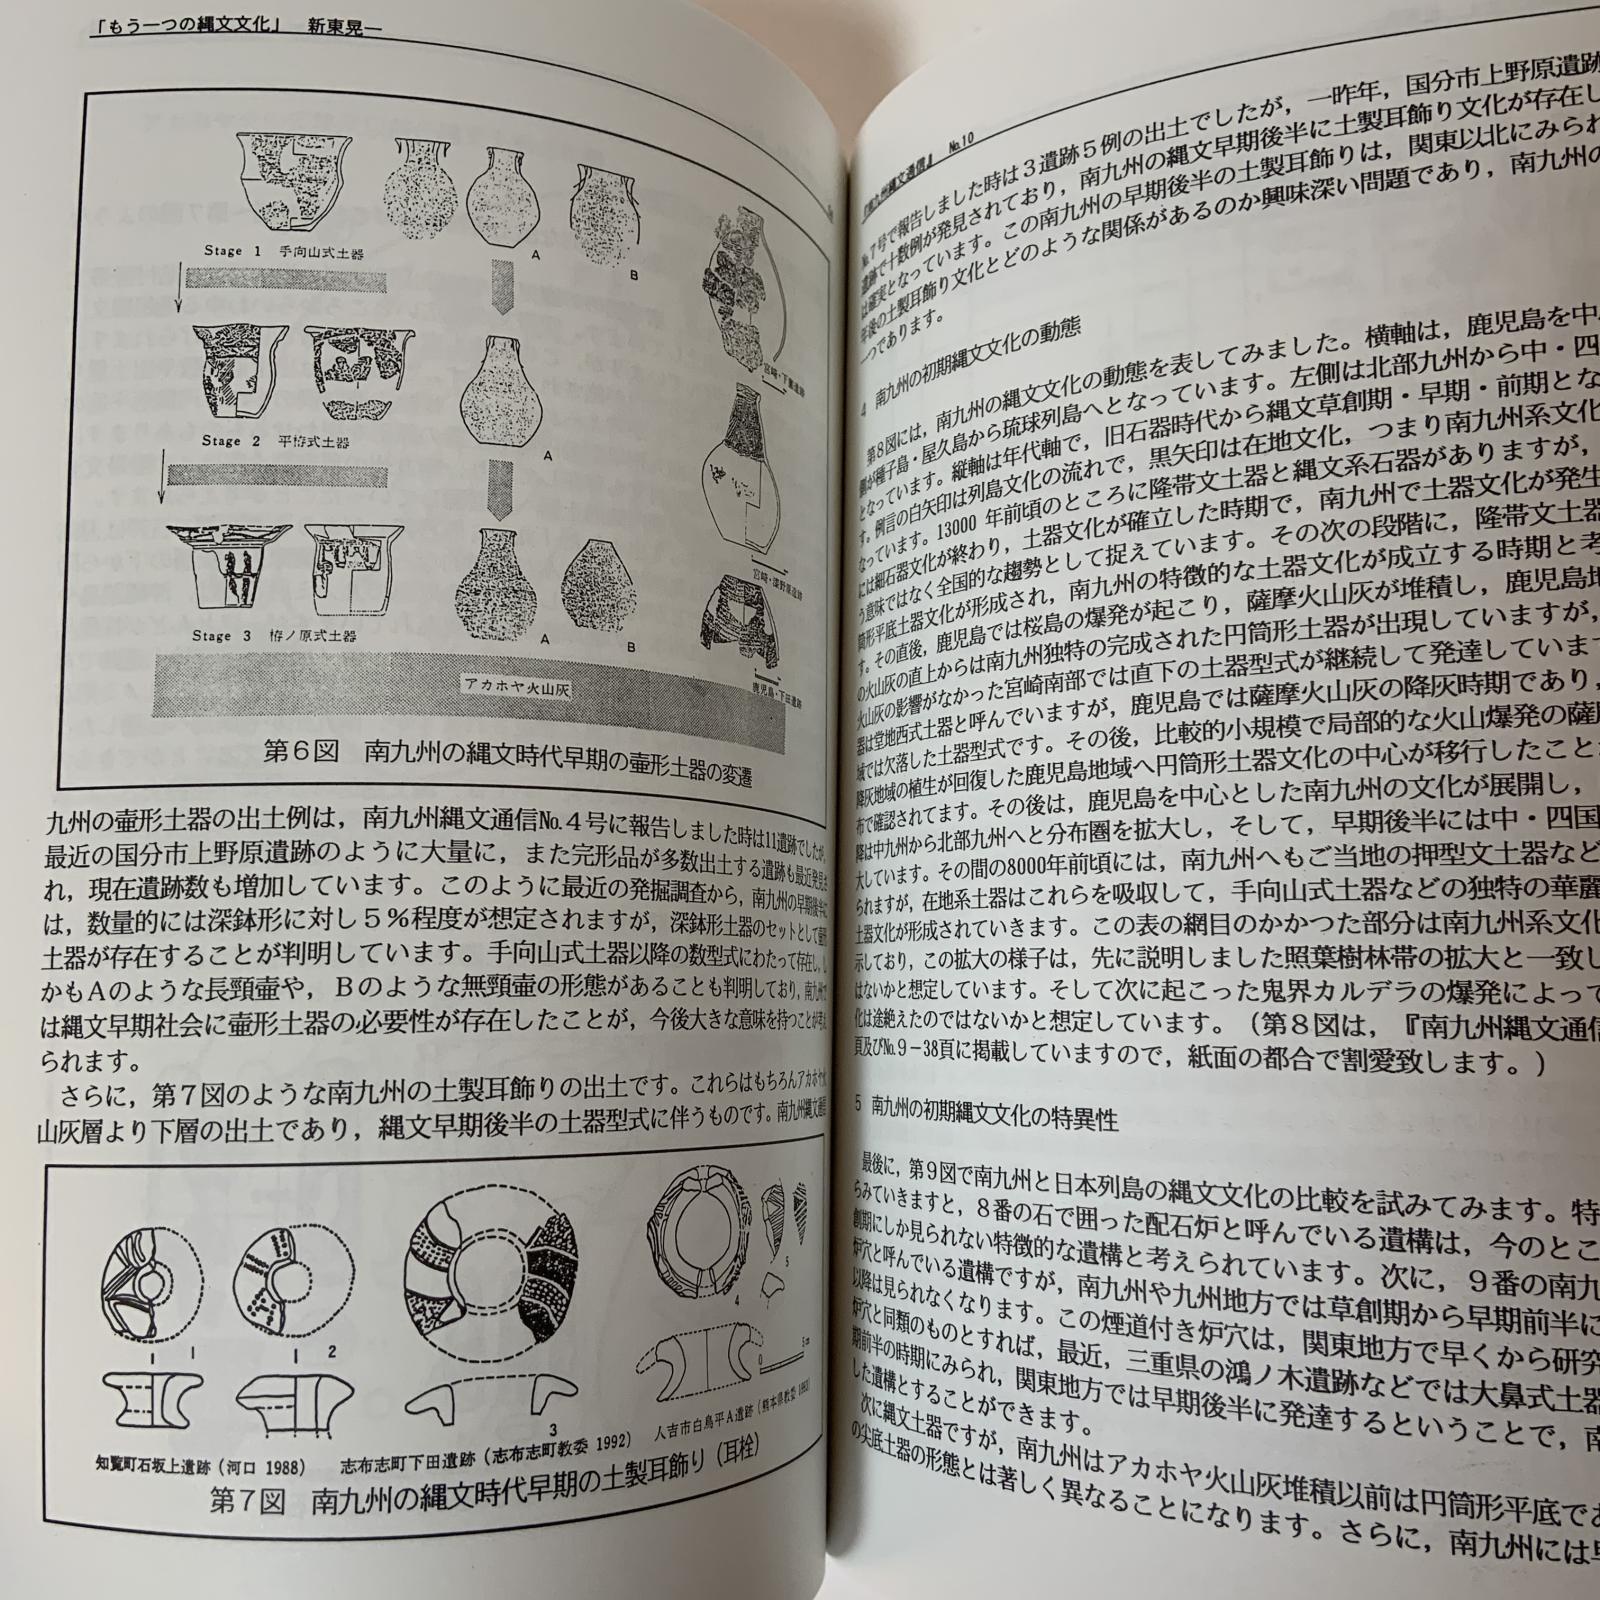 「もう一つの縄文文化」 新東晃一
Stage 1 手向山式土器
A
B
宮崎・下薗遺跡
Stage 2 平栫式土器
A
Stage 3 栫ノ原式土器
A
B
鹿児島・下田遺跡
アカホヤ火山灰
第6図 南九州の縄文時代早期の壷形土器の変遷
九州の壷形土器の出土例は，南九州縄文通信№4号に報告しました時は11遺跡でしたが，
最近の国分市上野原遺跡のように大量に，また完形品が多数出土する遺跡も最近発見さ
れ，現在遺跡数も増加しています。このように最近の発掘調査から，南九州の早期後半に
は，数量的には深鉢形に対し5％程度が想定されますが，深鉢形土器のセットとして壷形
土器が存在することが判明しています。手向山式土器以降の数型式にわたって存在し，し
かもＡのような長頸壷や，Ｂのような無頸壷の形態があることも判明しており，南九州で
は縄文早期社会に壷形土器の必要性が存在したことが，今後大きな意味を持つことが考え
られます。
さらに，第7図のような南九州の土製耳飾りの出土です。これらはもちろんアカホヤ火
山灰層より下層の出土であり，縄文早期後半の土器型式に伴うものです。南九州縄文通信
1
2
3
4
5
0 5cm
知覧町石坂上遺跡（河口 1988）
志布志町下田遺跡（志布志町教委 1992）
人吉市白鳥平A遺跡（熊本県教委
第7図 南九州の縄文時代早期の土製耳飾り（耳栓）
『南九州縄文通信』 №10
№7号で報告しました時は3遺跡5例の出土でしたが，一昨年，国分市上野原遺跡
遺跡で十数例が発見されており，南九州の縄文早期後半に土製耳飾り文化が存在し
は確実となっています。この南九州の早期後半の土製耳飾りは，関東以北にみられ
年後の土製耳飾り文化とどのような関係があるのか興味深い問題であり，南九州の
一つであります。
4 南九州の初期縄文文化の動態
第8図には，南九州の縄文文化の動態を表してみました。横軸は，鹿児島を中
側が種子島・屋久島から琉球列島へとなっています。左側は北部九州から中・四
となっています。縦軸は年代軸で，旧石器時代から縄文草創期・早期・前期とな
す。例言の白矢印は列島文化の流れで，黒矢印は在地文化，つまり南九州系文化
なっています。13000年前頃のところに隆帯文土器と縄文系石器がありますが，
には細石器文化が終わり，土器文化が確立した時期で，南九州で土器文化が発生
う意味ではなく全国的な趨勢として捉えています。その次の段階に，隆帯文土器
筒形平底土器文化が形成され，南九州の特徴的な土器文化が成立する時期と考
す。その直後，鹿児島では桜島の爆発が起こり，薩摩火山灰が堆積し，鹿児島地
の火山灰の直上からは南九州独特の完成された円筒形土器が出現していますが，
火山灰の影響がなかった宮崎南部では直下の土器型式が継続して発達していま
器は堂地西式土器と呼んでいますが，鹿児島では薩摩火山灰の降灰時期であり，
域では欠落した土器型式です。その後，比較的小規模で局部的な火山爆発の薩
降灰地域の植生が回復した鹿児島地域へ円筒形土器文化の中心が移行したこと
布で確認されてます。その後は，鹿児島を中心とした南九州の文化が展開し，
降は中九州から北部九州へと分布圏を拡大し，そして，早期後半には中・四国
大しています。その間の8000年前頃には，南九州へもご当地の押型文土器など
られますが，在地系土器はこれらを吸収して，手向山式土器などの独特の華麗
土器文化が形成されていきます。この表の網目のかかった部分は南九州系文化
示しており，この拡大の様子は，先に説明しました照葉樹林帯の拡大と一致し
はないかと想定しています。そして次に起こった鬼界カルデラの爆発によって
化は途絶えたのではないかと想定しています。（第8図は，『南九州縄文通信
頁及び№9－38頁に掲載していますので，紙面の都合で割愛致します。）
5 南九州の初期縄文文化の特異性
最後に，第9図で南九州と日本列島の縄文文化の比較を試みてみます。特
らみていきますと，8番の石で囲った配石炉と呼んでいる遺構は，今のところ
創期にしか見られない特徴的な遺構と考えられています。次に，9番の南九
炉穴と呼んでいる遺構ですが，南九州や九州地方では草創期から早期前半に
以降は見られなくなります。この煙道付き炉穴は，関東地方で早くから研究
炉穴と同類のものとすれば，最近，三重県の鴻ノ木遺跡などでは大鼻式土器
期前半の時期にみられ，関東地方では早期後半に発達するということで，南
した遺構とすることができます。
次に縄文土器ですが，南九州はアカホヤ火山灰堆積以前は円筒形平底であ
の尖底土器の形態とは著しく異なることになります。さらに，南九州には早